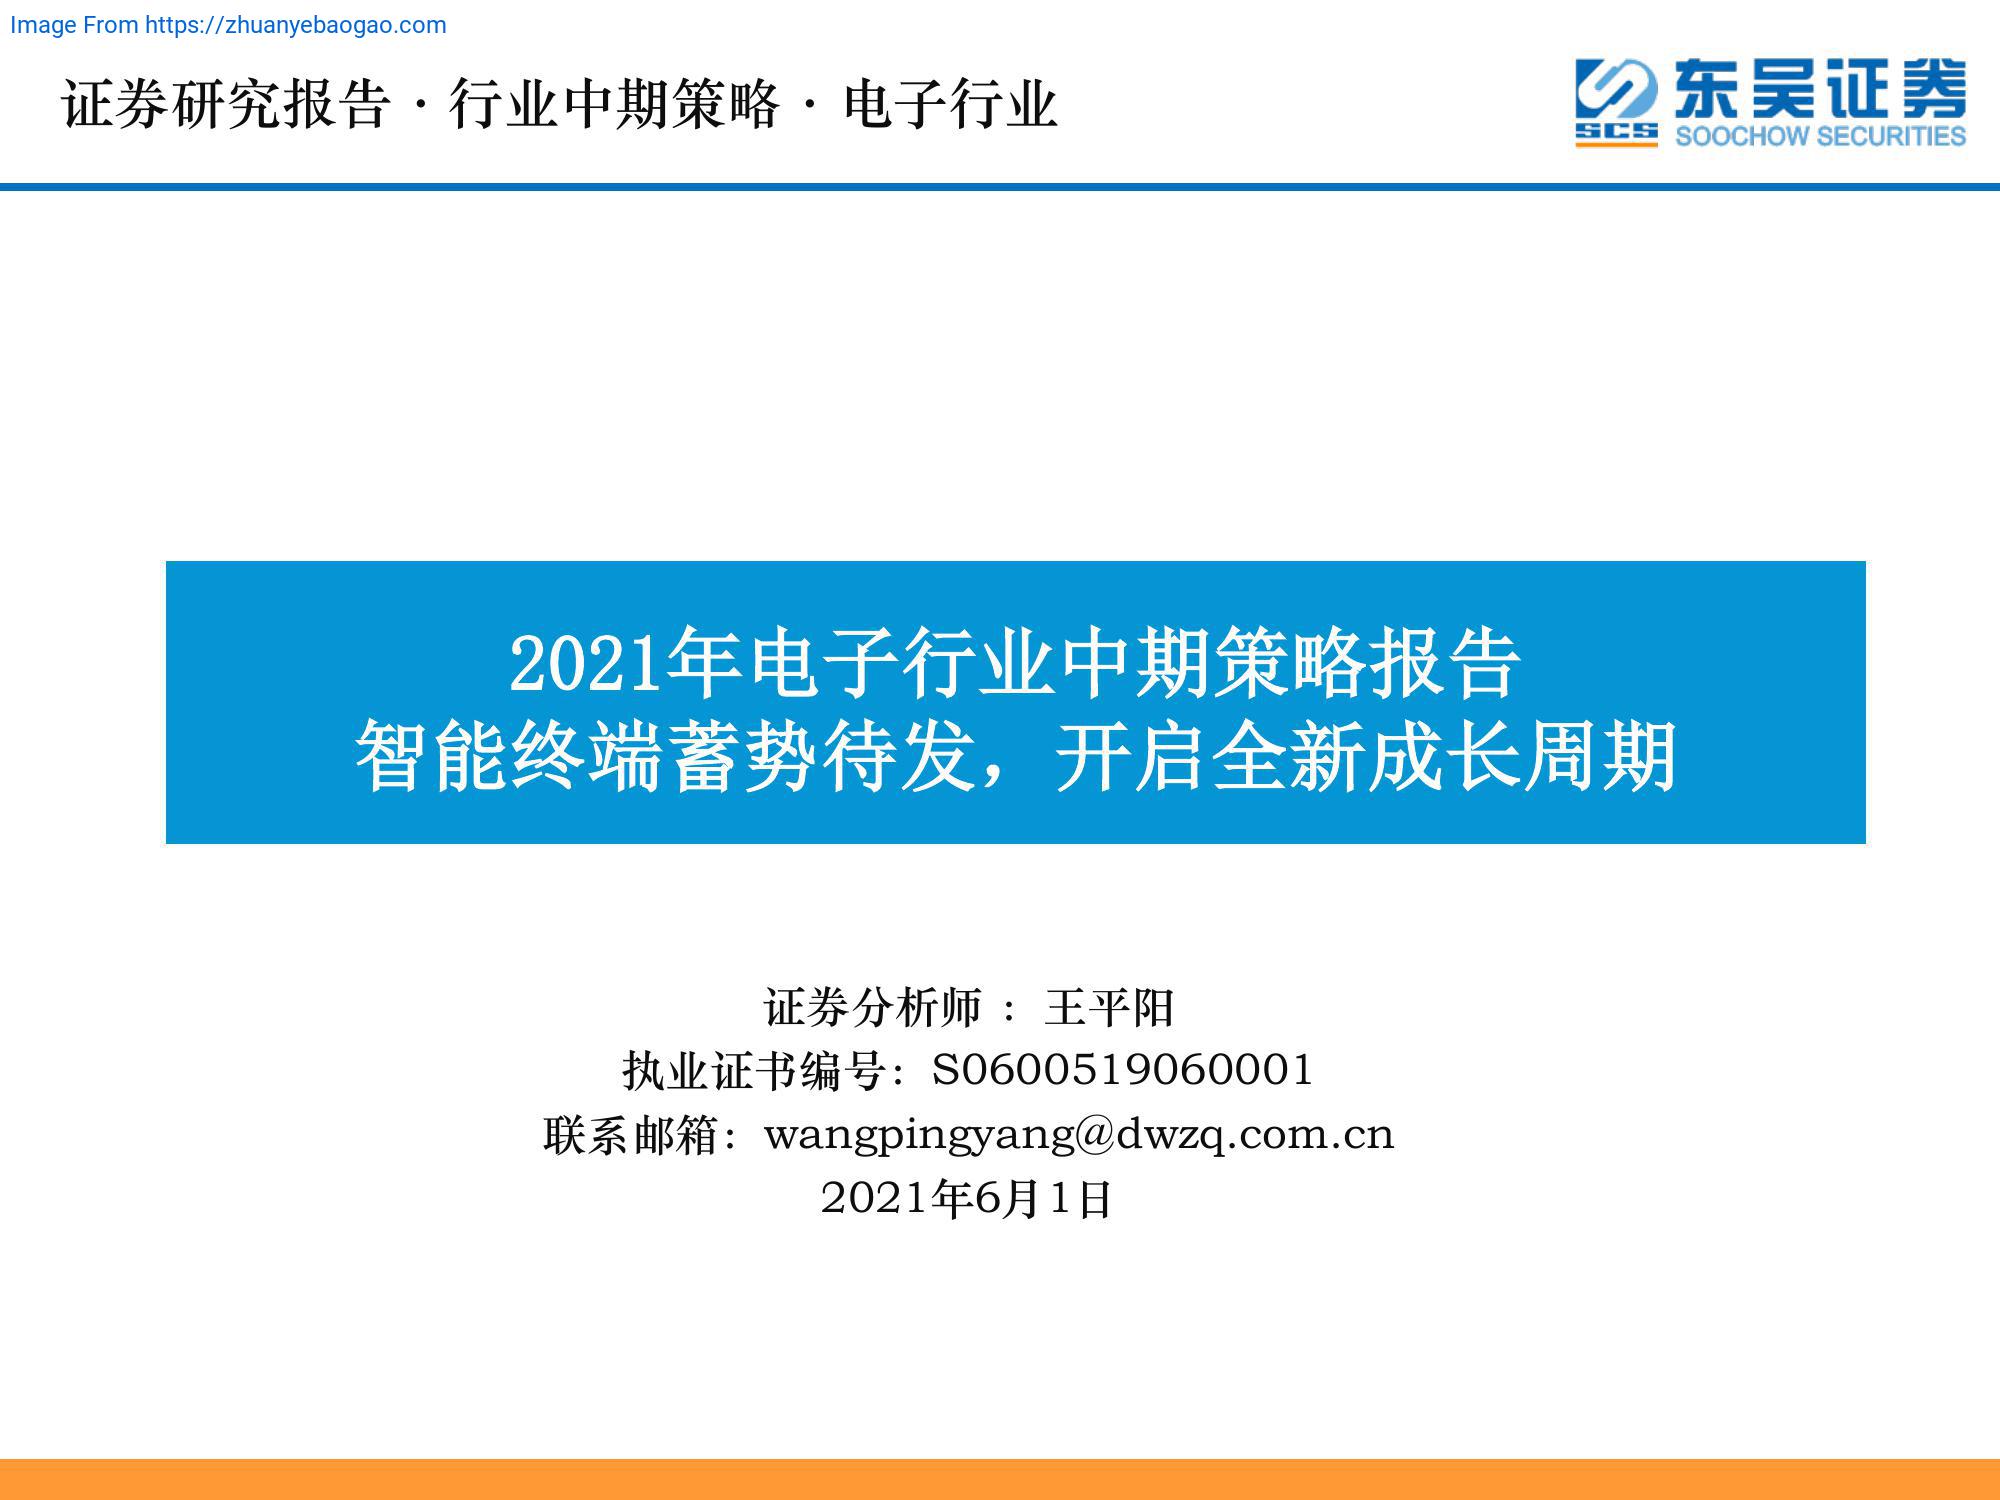 Image From https://zhuanyebaogao.com
证券研究报告 · 行业中期策略 · 电子行业
东吴证券
SCS
SOOCHOW SECURITIES
2021年电子行业中期策略报告
智能终端蓄势待发，开启全新成长周期
证券分析师 ：王平阳
执业证书编号：S0600519060001
联系邮箱：wangpingyang@dwzq.com.cn
2021年6月1日